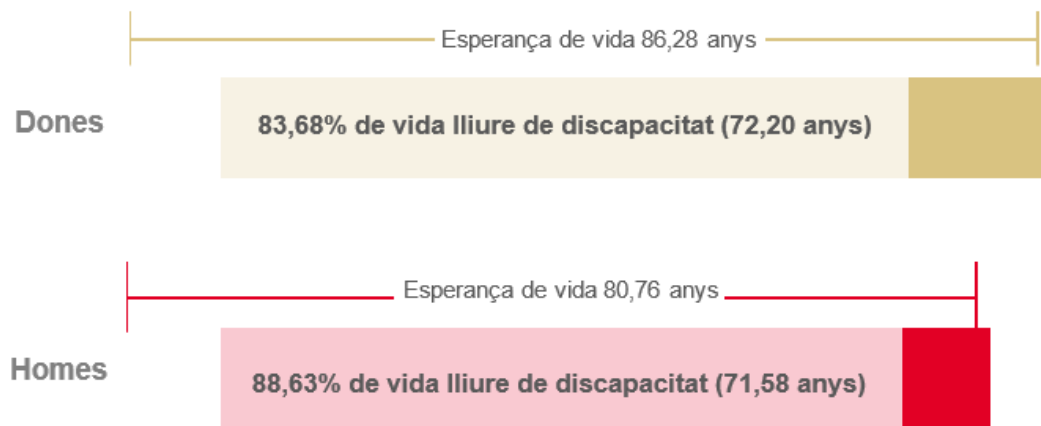 Esperança de vida 86,28 anys
Dones
83,68% de vida lliure de discapacitat (72,20 anys)
Esperança de vida 80,76 anys
Homes
88,63% de vida lliure de discapacitat (71,58 anys)